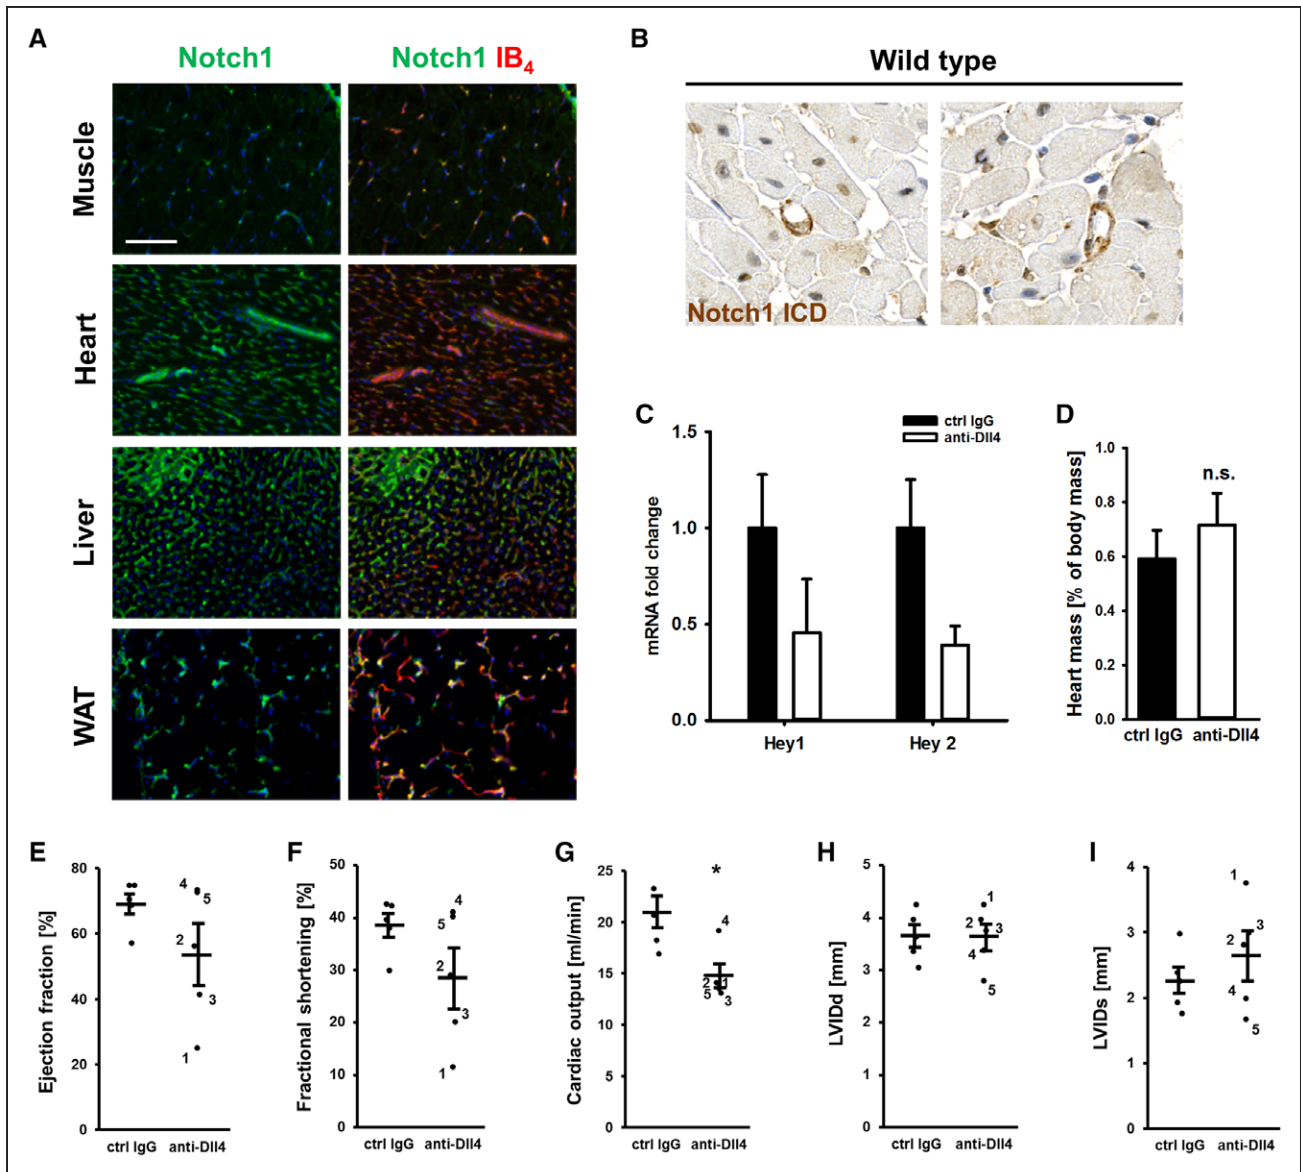 A
Notch1
Notch1 IB4
Muscle
Heart
Liver
WAT
B
Wild type
Notch1 ICD
C
ctrl IgG
anti-Dll4
mRNA fold change
1.5
1.0
0.5
0.0
Hey1
Hey 2
D
Heart mass [% of body mass]
1.0
0.8
0.6
0.4
0.2
0.0
n.s.
ctrl IgG
anti-Dll4
E
Ejection fraction [%]
80
60
40
20
0
4
5
2
3
1
ctrl IgG
anti-Dll4
F
Fractional shortening [%]
50
40
30
20
10
0
4
5
2
3
1
ctrl IgG
anti-Dll4
G
Cardiac output [ml/min]
25
20
15
10
5
0
*
4
2 1
5 3
ctrl IgG
anti-Dll4
H
LVIDd [mm]
5
4
3
2
1
0
1
2 3
4
5
ctrl IgG
anti-Dll4
I
LVIDs [mm]
4
3
2
1
0
1
3
2
4
5
ctrl IgG
anti-Dll4